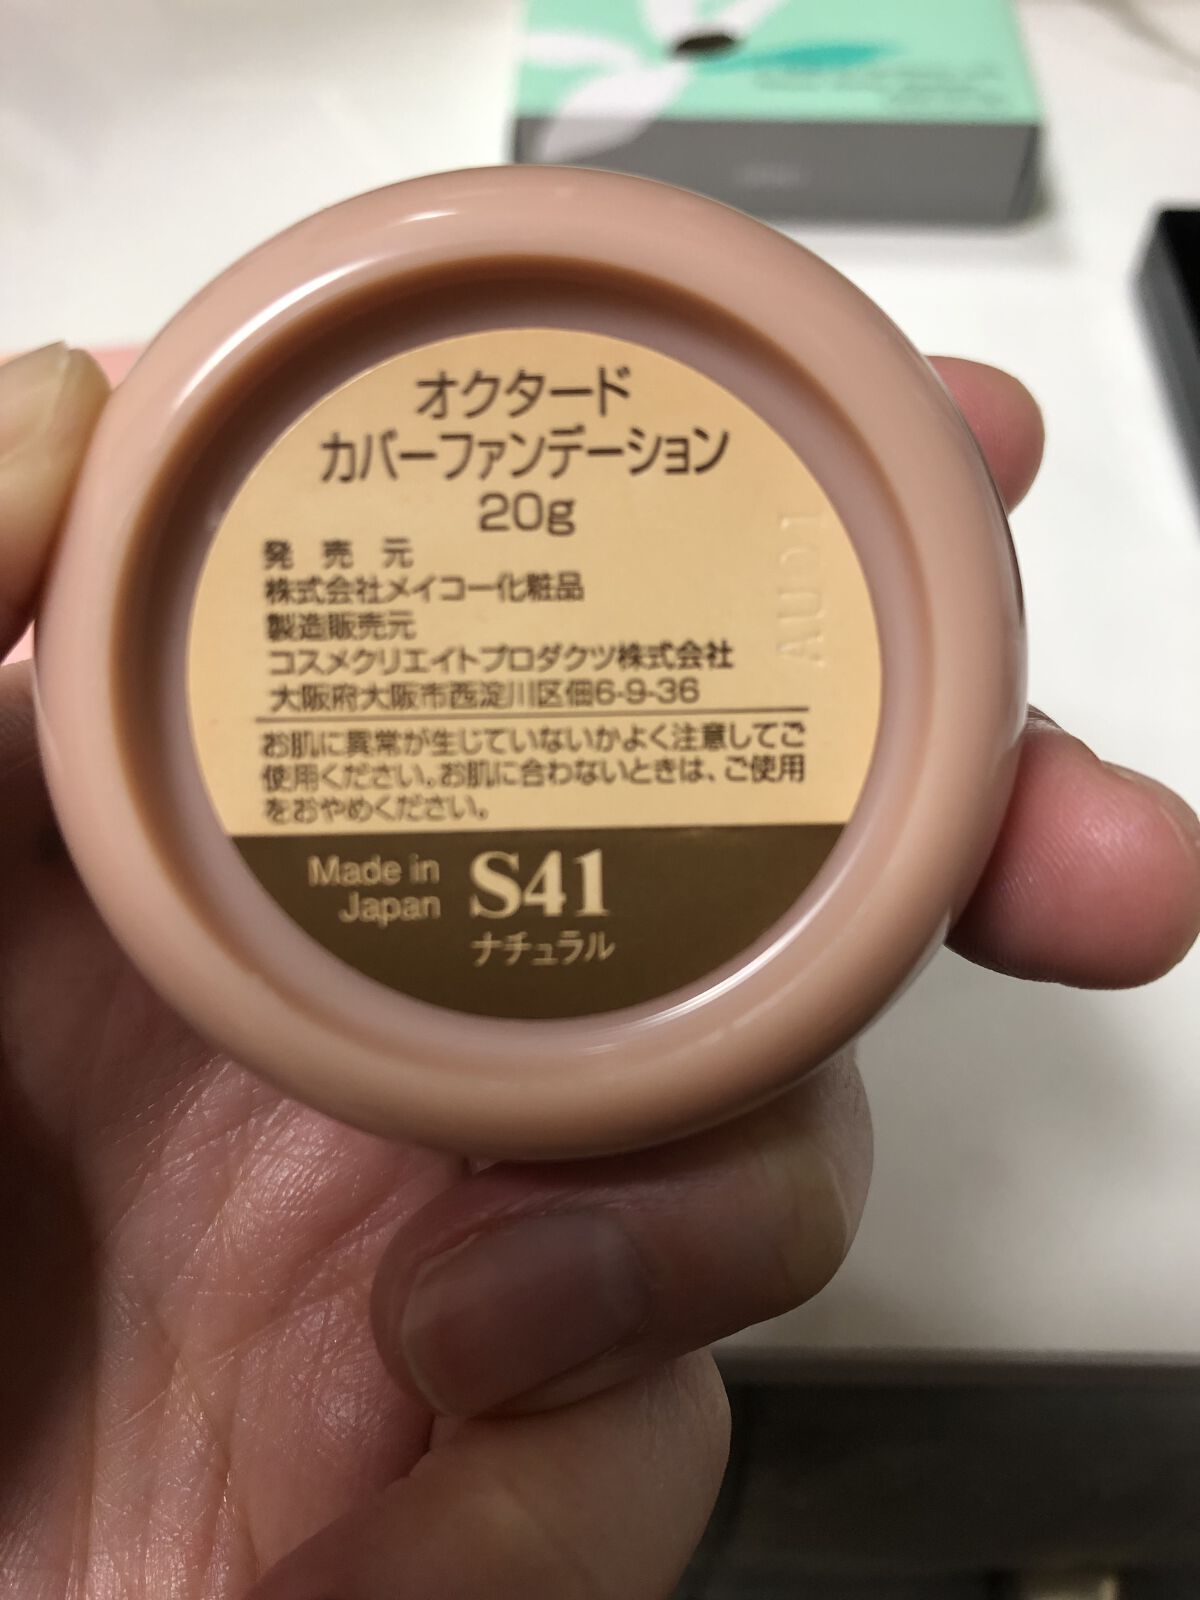 オクタード
カバーファンデーション
20g
発売元
株式会社メイコー化粧品
製造販売元
コスメクリエイトプロダクツ株式会社
大阪府大阪市西淀川区佃6-9-36
お肌に異常が生じていないかよく注意してご
使用ください。お肌に合わないときは、ご使用
をおやめください。
Made in
Japan
S41
ナチュラル